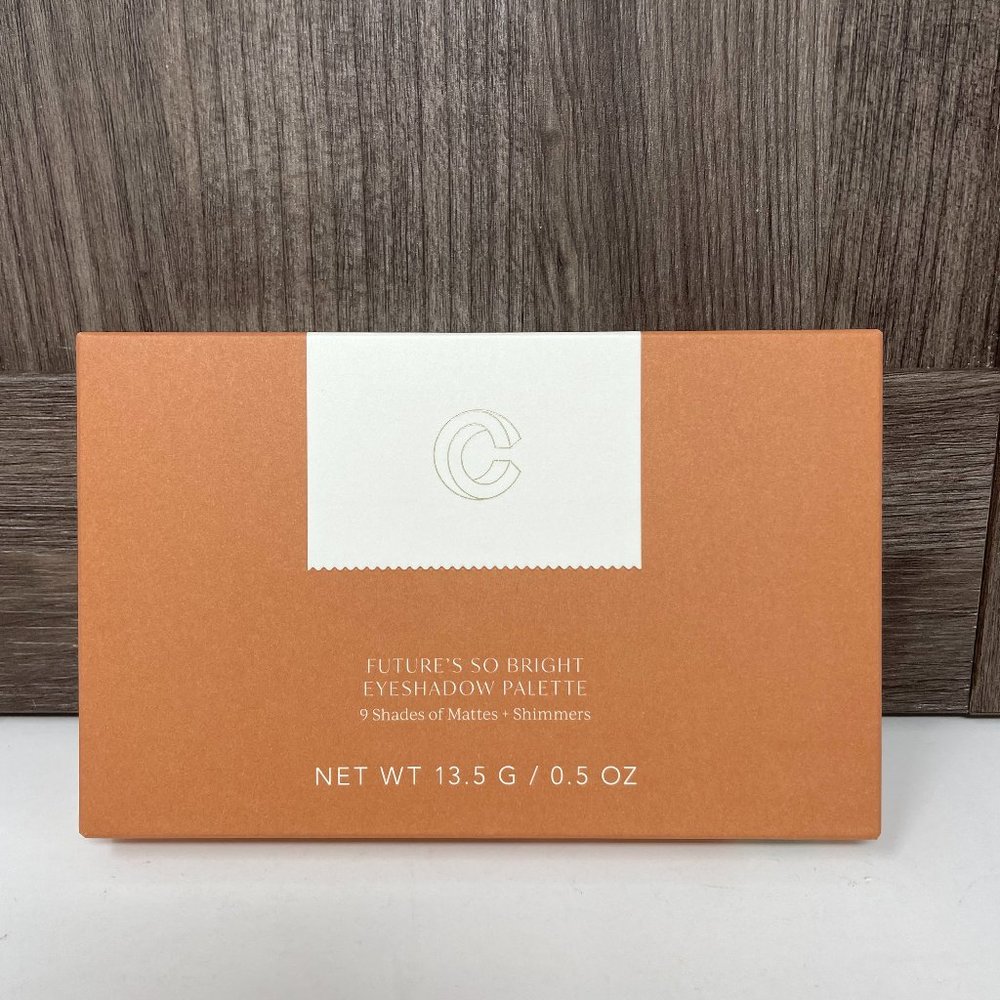 C
FUTURE'S SO BRIGHT
EYESHADOW PALETTE
9 Shades of Mattes + Shimmers
NET WT 13.5 G / 0.5 OZ